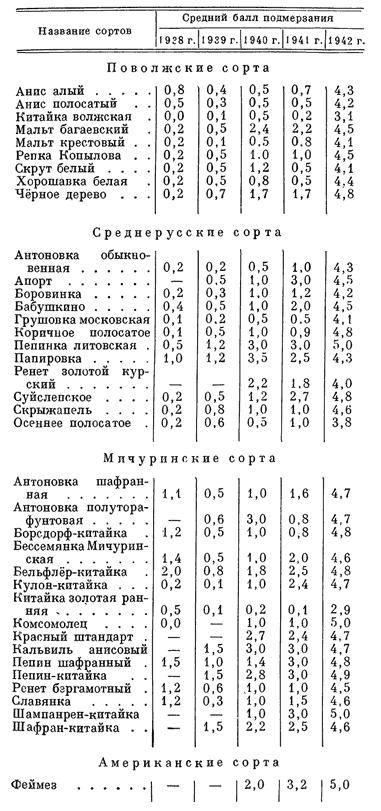 Название сортов Средний балл подмерзания
1928 г. 1939 г. 1940 г. 1941 г. 1942 г.
Поволжские сорта
Анис алый . . . . . 0,8 0,4 0,5 0,7 4,3
Анис полосатый . . . 0,5 0,3 0,5 0,5 4,2
Китайка волжская . 0,0 0,1 0,5 0,2 3,1
Мальт багаевский . 0,2 0,5 2,4 2,2 4,5
Мальт крестовый . . 0,2 0,1 0,5 0.8 4,1
Репка Копылова . . 0,2 0,5 1.0 1,0 4,5
Скрут белый . . . . 0,2 0,5 1,2 0,5 4,1
Хорошавка белая . 0,2 0,5 0,8 0,5 4,4
Чёрное дерево . . . 0,2 0,7 1,7 1,7 4,8
Среднерусские сорта
Антоновка обыкно-
венная . . . . . . 0,2 0,2 0,5 1,0 4,3
Апорт . . . . . . . — 0.5 1,0 3,0 4,5
Боровинка . . . . . 0,2 0,3 1,0 1,2 4,2
Бабушкино . . . . . 0,4 0,5 1,0 2,0 4,5
Грушовка московская 0,1 0,2 0,5 0,5 4,1
Коричное полосатое 0,1 0,5 1,0 0,9 4,8
Пепинка литовская . 0,5 1,2 3,0 3,0 5,0
Папировка . . . . . 1,0 1,2 3,5 2,5 4,3
Ренет золотой кур-
ский . . . . . . . — — 2,2 1.8 4,0
Суйслепское . . . . 0,2 0,5 1,2 2,7 4,8
Скрыжапель . . . . 0,2 0,8 1,0 1,0 4,6
Осеннее полосатое . 0,2 0,6 0,5 1,0 3,8
Мичуринские сорта
Антоновка шафран-
ная . . . . . . . 1,1 0,5 1,0 1,6 4,7
Антоновка полутора-
фунтовая . . . . . — 0,6 3,0 0,8 4,7
Борсдорф-китайка . 1,2 0,5 1,0 0,8 4,8
Бессемянка Мичурин-
ская . . . . . . . 1,4 0,5 1,0 2,0 4,6
Бельфлёр-китайка . 2,0 0,8 1,8 2,5 4,8
Кулон-китайка . . . 0,2 0,1 1,0 2,4 4,7
Китайка золотая ран-
няя . . . . . . . 0,5 0,1 0,2 0,1 2,9
Комсомолец . . . . 0,0 — 1,0 1,0 5,0
Красный штандарт . — — 2,7 2,4 4,7
Кальвиль анисовый — 1,5 3,0 3,0 4,7
Пепин шафранный . 1,5 1,0 1,4 3,0 4,8
Пепин-китайка . . — 1,5 2,8 3,0 4,9
Ренет бергамотный . 1,2 0,6 1,0 1,0 4,5
Славянка . . . . . 1,2 0,3 1,0 1,5 4,6
Шампанрен-китайка — — 1,0 3,0 5,0
Шафран-китайка . . — 1,5 2,2 2,5 4,6
Американские сорта
Феймез . . . . . . — — 2,0 3,2 5,0